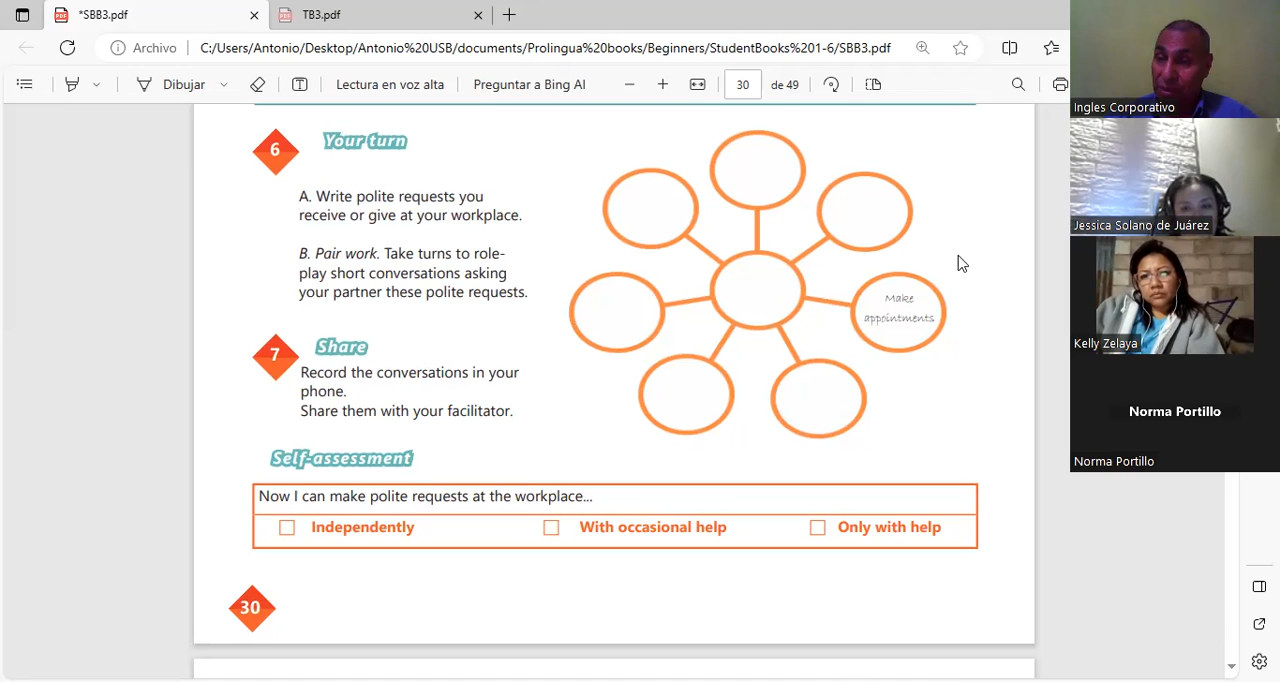 *SBB3.pdf
TB3.pdf
Archivo
C:/Users/Antonio/Desktop/Antonio%20USB/documents/Prolingua%20books/Beginners/StudentBooks%201-6/SBB3.pdf
Dibujar
Lectura en voz alta
Preguntar a Bing AI
30
de 49
6
Your turn
A. Write polite requests you
receive or give at your workplace.
B. Pair work. Take turns to role-
play short conversations asking
your partner these polite requests.
Make
appointments
7
Share
Record the conversations in your
phone.
Share them with your facilitator.
Self-assessment
Now I can make polite requests at the workplace...
Independently
With occasional help
Only with help
30
Ingles Corporativo
Jessica Solano de Juárez
Kelly Zelaya
Norma Portillo
Norma Portillo